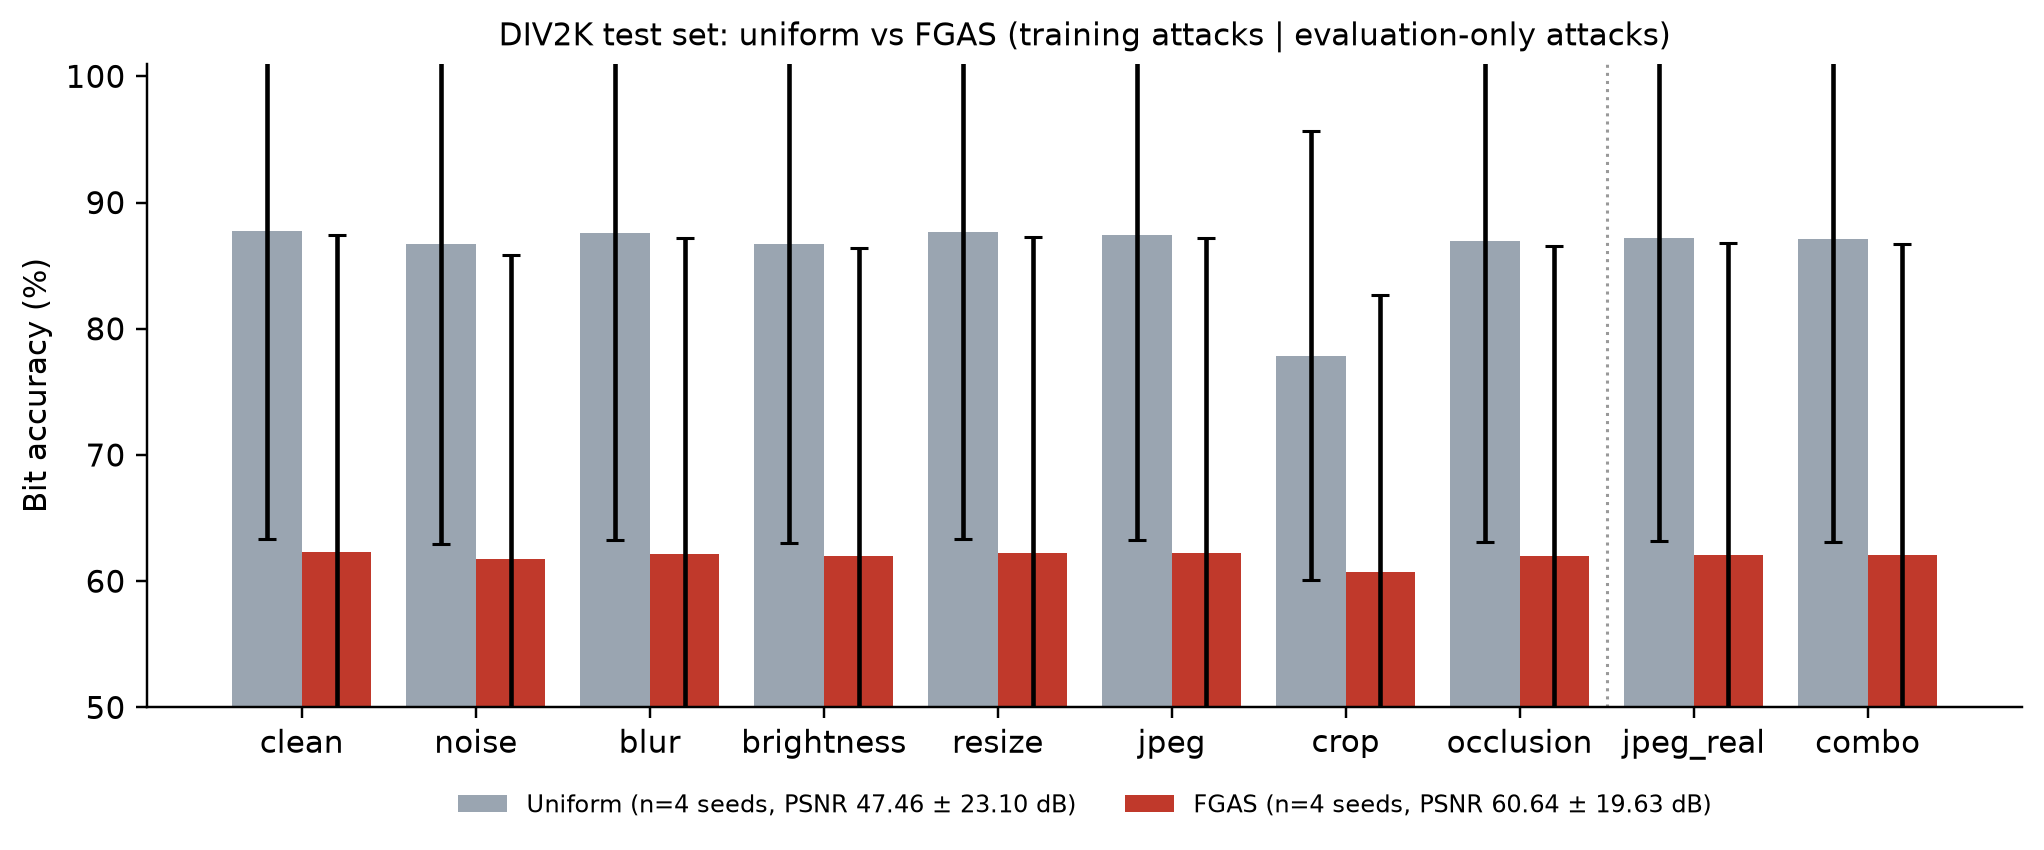 DIV2K test set: uniform vs FGAS (training attacks | evaluation-only attacks)
Bit accuracy (%)
100
90
80
70
60
50
clean noise blur brightness resize jpeg crop occlusion jpeg_real combo
Uniform (n=4 seeds, PSNR 47.46 ± 23.10 dB) FGAS (n=4 seeds, PSNR 60.64 ± 19.63 dB)